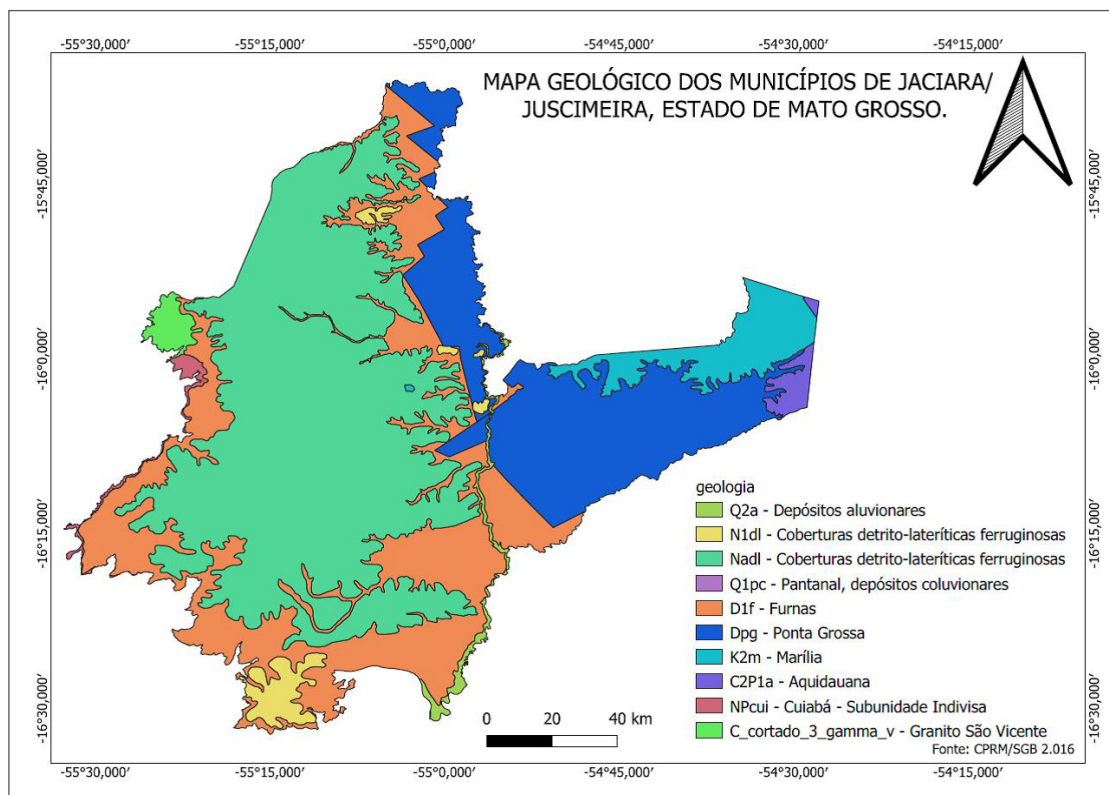 -55°30,000′ -55°15,000′ -55°0,000′ -54°45,000′ -54°30,000′ -54°15,000′
MAPA GEOLÓGICO DOS MUNICÍPIOS DE JACIARA/
JUSCIMEIRA, ESTADO DE MATO GROSSO.
-15°45,000′ -15°45,000′
-16°0,000′ -16°0,000′
-16°15,000′ -16°15,000′
-16°30,000′ -16°30,000′
geologia
Q2a - Depósitos aluvionares
N1dl - Coberturas detrito-lateríticas ferruginosas
Nadl - Coberturas detrito-lateríticas ferruginosas
Q1pc - Pantanal, depósitos coluvionares
D1f - Furnas
Dpg - Ponta Grossa
K2m - Marília
C2P1a - Aquidauana
NPcui - Cuiabá - Subunidade Indivisa
C_cortado_3_gamma_v - Granito São Vicente
Fonte: CPRM/SGB 2.016
0 20 40 km
-55°30,000′ -55°15,000′ -55°0,000′ -54°45,000′ -54°30,000′ -54°15,000′